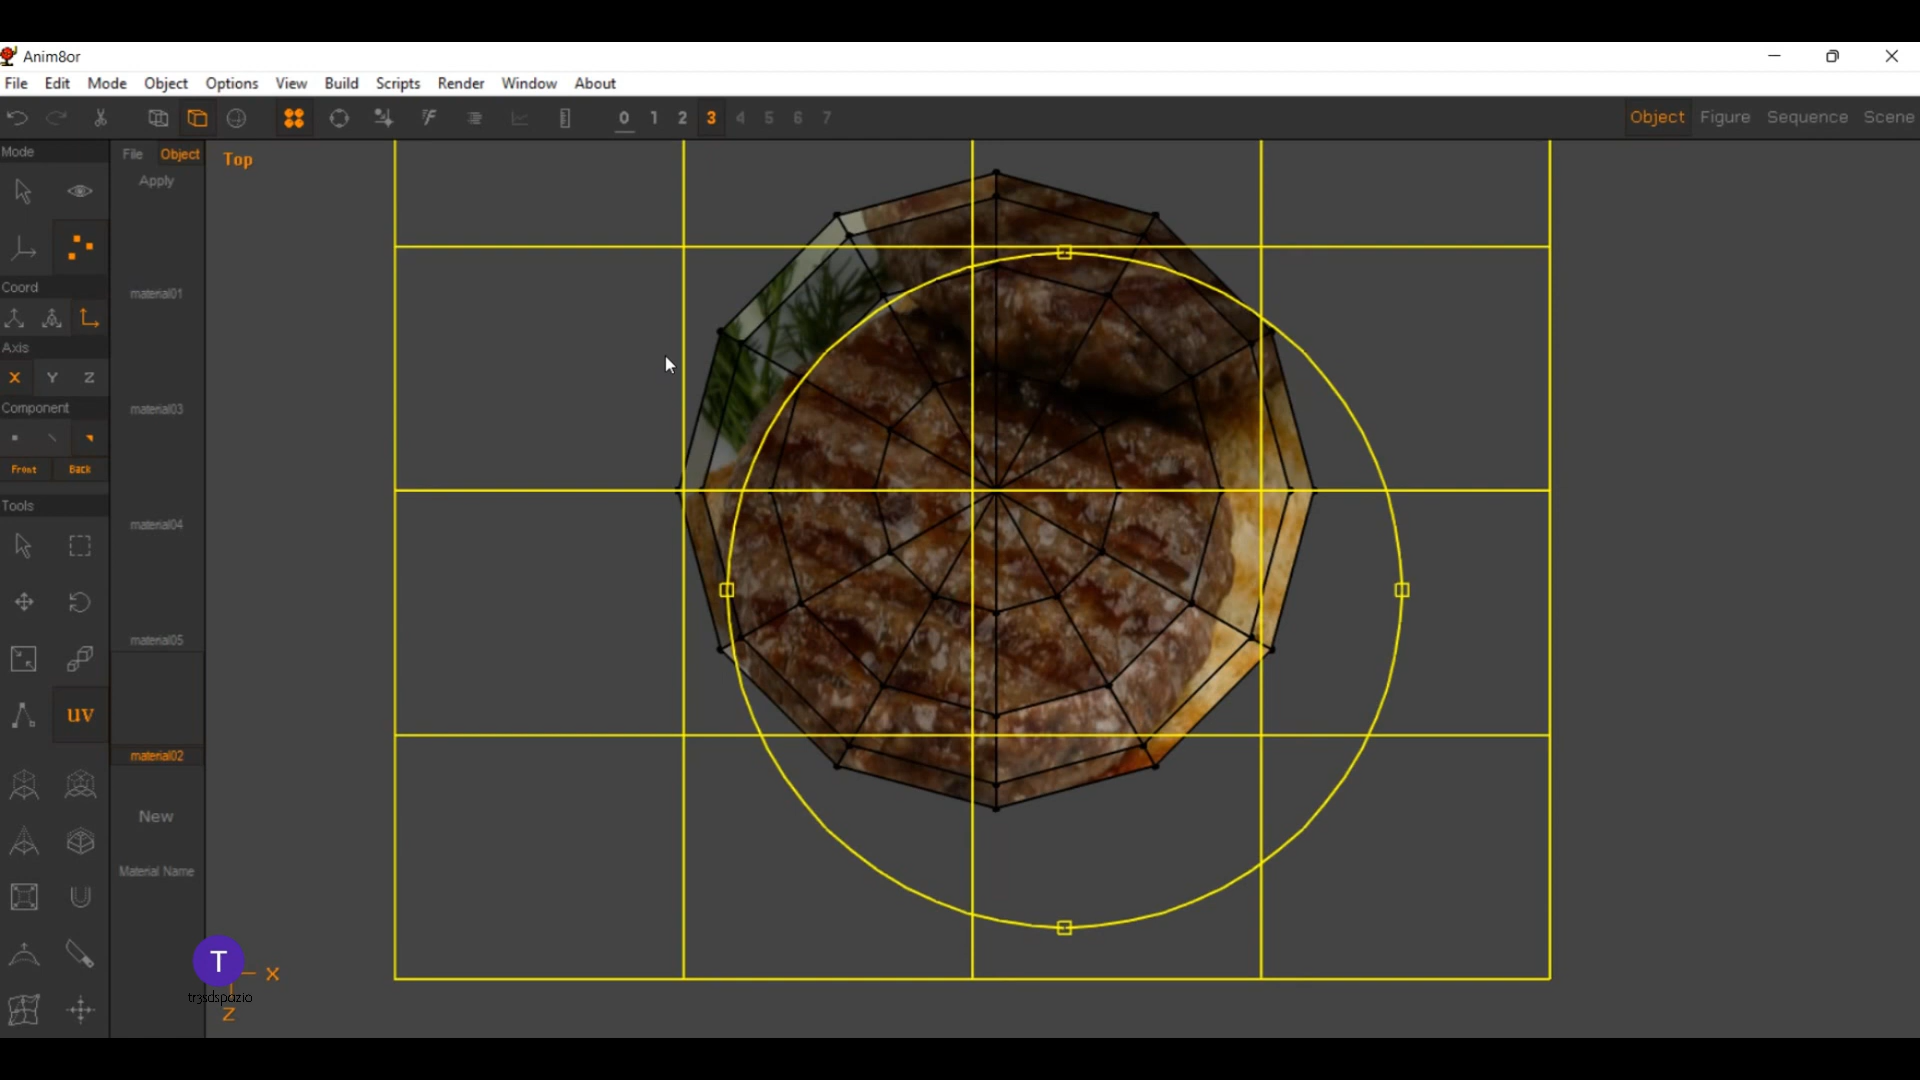 Anim8or
File Edit Mode Object Options View Build Scripts Render Window About
0 1 2 3 4 5 6 7
Object Figure Sequence Scene
Mode
File Object
Top
Apply
Coord
material01
Axis
X Y Z
Component
material03
Front Back
Tools
material04
material05
UV
material02
New
Material Name
T
X
tr3sdspazio
Z